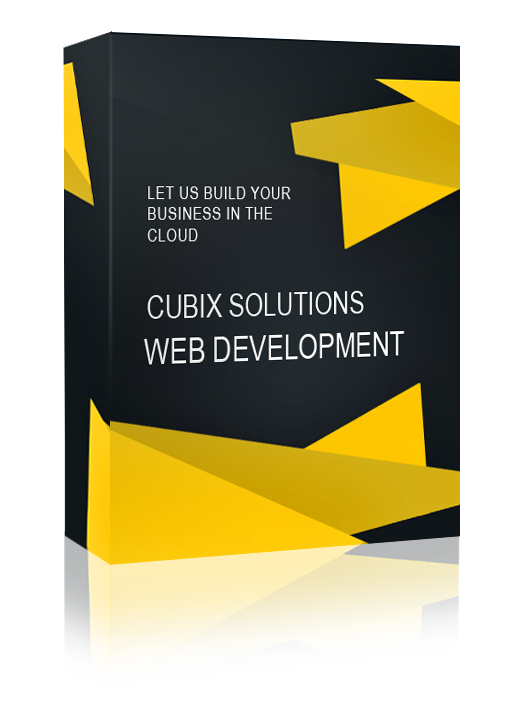 LET US BUILD YOUR
BUSINESS IN THE
CLOUD
CUBIX SOLUTIONS
WEB DEVELOPMENT